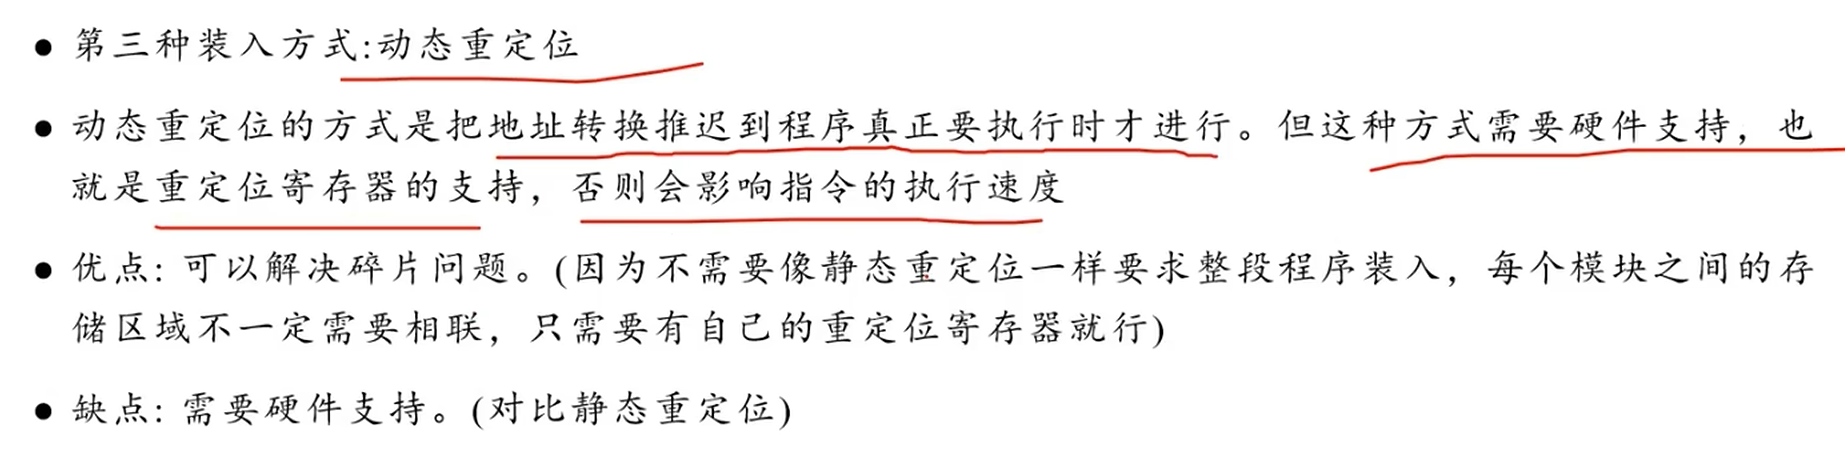 ● 第三种装入方式:动态重定位
● 动态重定位的方式是把地址转换推迟到程序真正要执行时才进行。但这种方式需要硬件支持，也
就是重定位寄存器的支持，否则会影响指令的执行速度
● 优点: 可以解决碎片问题。(因为不需要像静态重定位一样要求整段程序装入，每个模块之间的存
储区域不一定需要相联，只需要有自己的重定位寄存器就行)
● 缺点: 需要硬件支持。(对比静态重定位)